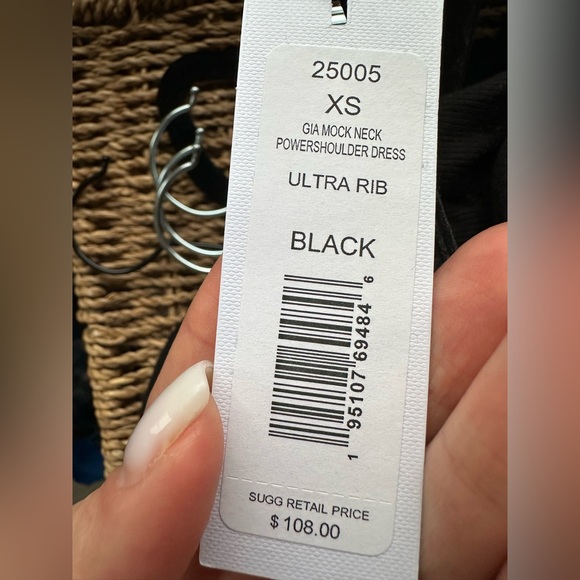 25005
XS
GIA MOCK NECK
POWERSHOULDER DRESS
ULTRA RIB
BLACK
1 95107 69484 6
SUGG RETAIL PRICE
$ 108.00